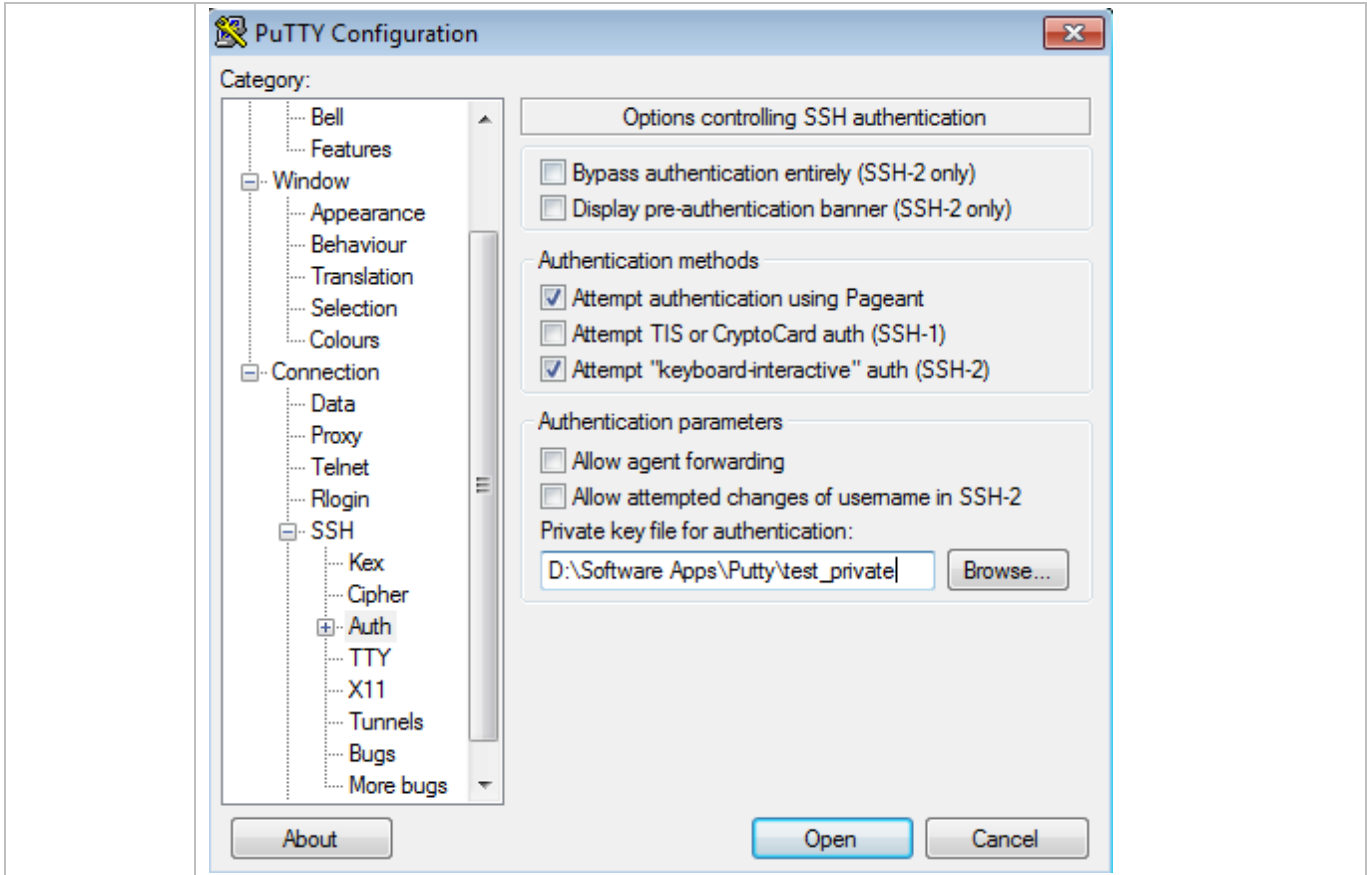 PuTTY Configuration
Category:
Bell
Features
Window
Appearance
Behaviour
Translation
Selection
Colours
Connection
Data
Proxy
Telnet
Rlogin
SSH
Kex
Cipher
Auth
TTY
X11
Tunnels
Bugs
More bugs
Options controlling SSH authentication
Bypass authentication entirely (SSH-2 only)
Display pre-authentication banner (SSH-2 only)
Authentication methods
Attempt authentication using Pageant
Attempt TIS or CryptoCard auth (SSH-1)
Attempt "keyboard-interactive" auth (SSH-2)
Authentication parameters
Allow agent forwarding
Allow attempted changes of username in SSH-2
Private key file for authentication:
D:\Software Apps\Putty\test_private
Browse...
About
Open
Cancel